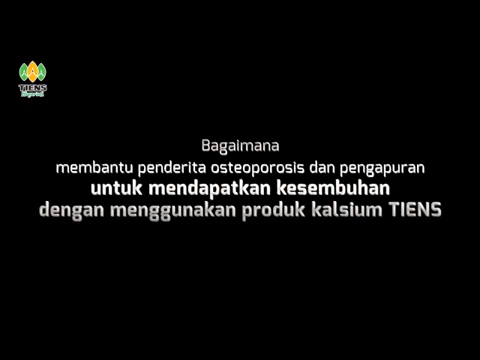 TIENS
Bagaimana
membantu penderita osteoporosis dan pengapuran
untuk mendapatkan kesembuhan
dengan menggunakan produk kalsium TIENS